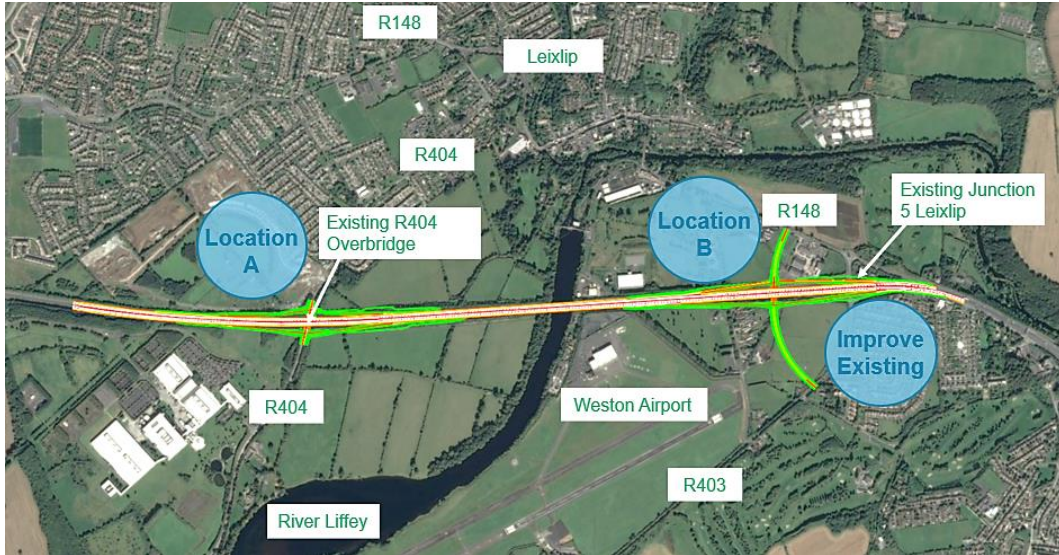 R148
Leixlip
R404
Location
A
Existing R404
Overbridge
Location
B
R148
Existing Junction
5 Leixlip
Improve
Existing
R404
Weston Airport
R403
River Liffey